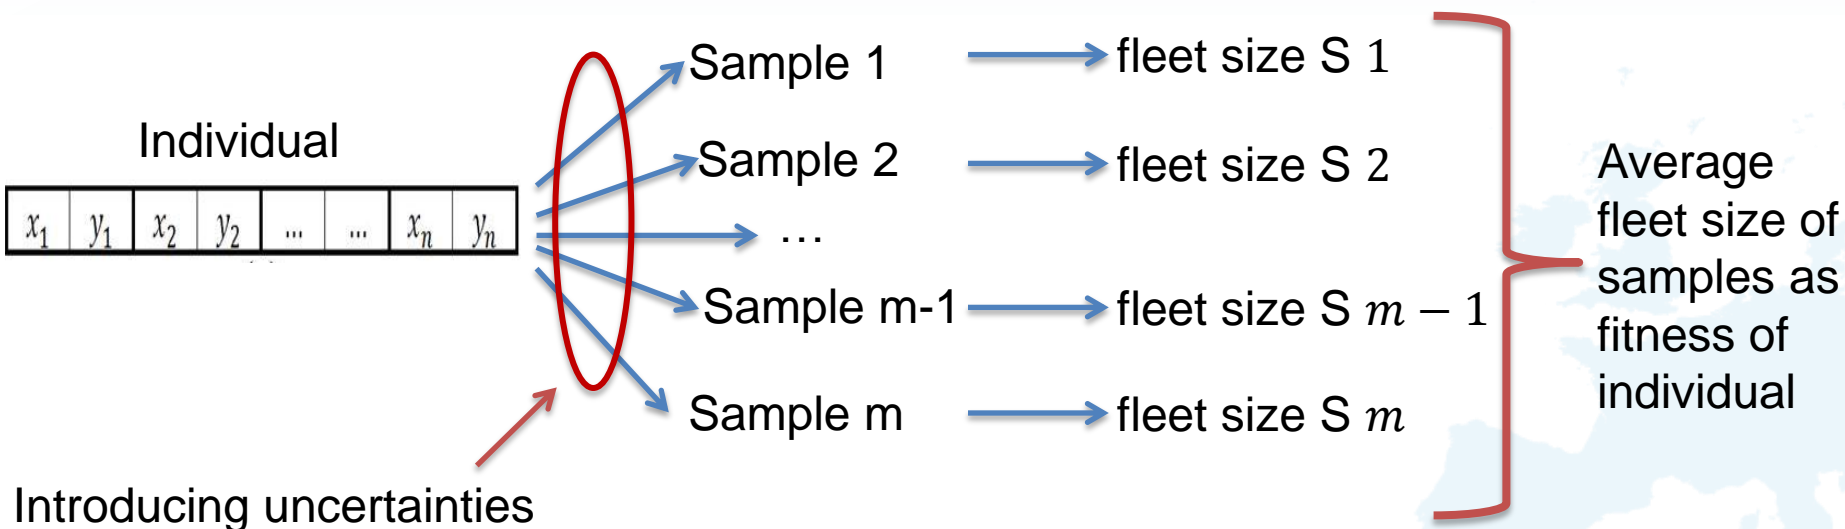 Individual
x₁ y₁ x₂ y₂ ... ... xₙ yₙ
Sample 1
fleet size S 1
Sample 2
fleet size S 2
…
Sample m-1
fleet size S m − 1
Sample m
fleet size S m
Average
fleet size of
samples as
fitness of
individual
Introducing uncertainties